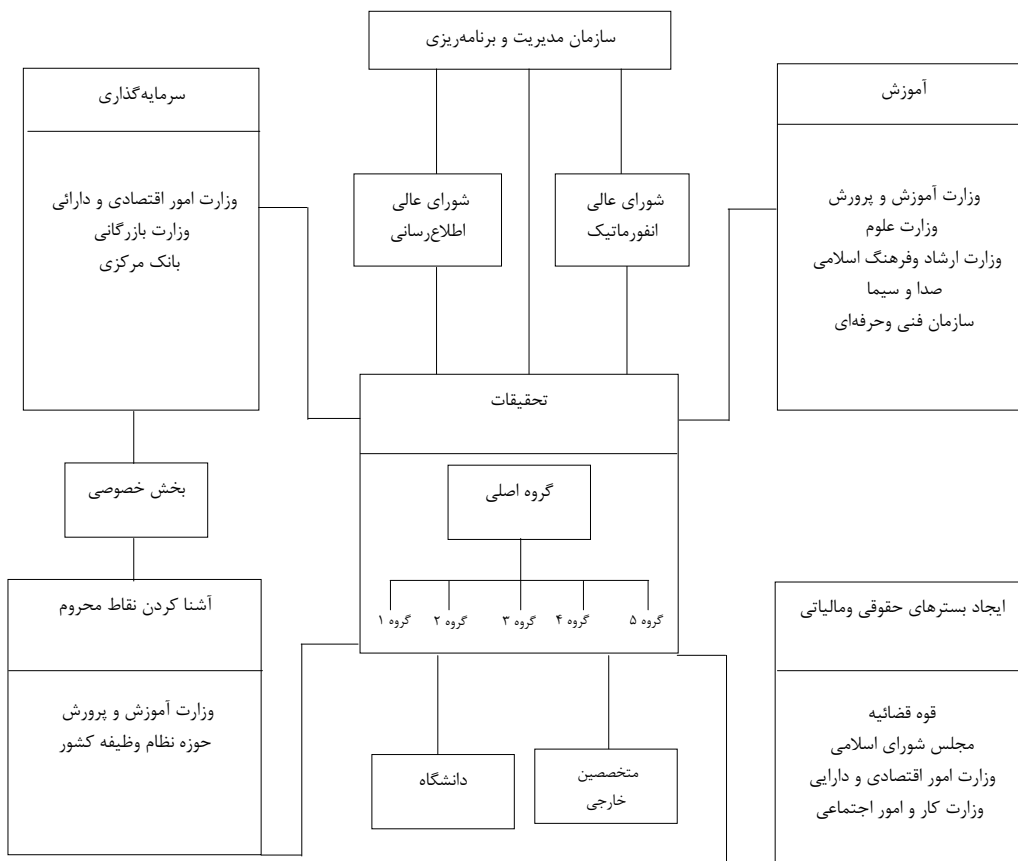 سازمان مدیریت و برنامه‌ریزی
آموزش
وزارت آموزش و پرورش
وزارت علوم
وزارت ارشاد وفرهنگ اسلامی
صدا و سیما
سازمان فنی وحرفه‌ای
شورای عالی
انفورماتیک
شورای عالی
اطلاع‌رسانی
سرمایه‌گذاری
وزارت امور اقتصادی و دارائی
وزارت بازرگانی
بانک مرکزی
تحقیقات
گروه اصلی
گروه ۱
گروه ۲
گروه ۳
گروه ۴
گروه ۵
بخش خصوصی
ایجاد بسترهای حقوقی ومالیاتی
قوه قضائیه
مجلس شورای اسلامی
وزارت امور اقتصادی و دارایی
وزارت کار و امور اجتماعی
آشنا کردن نقاط محروم
وزارت آموزش و پرورش
حوزه نظام وظیفه کشور
متخصصین
خارجی
دانشگاه